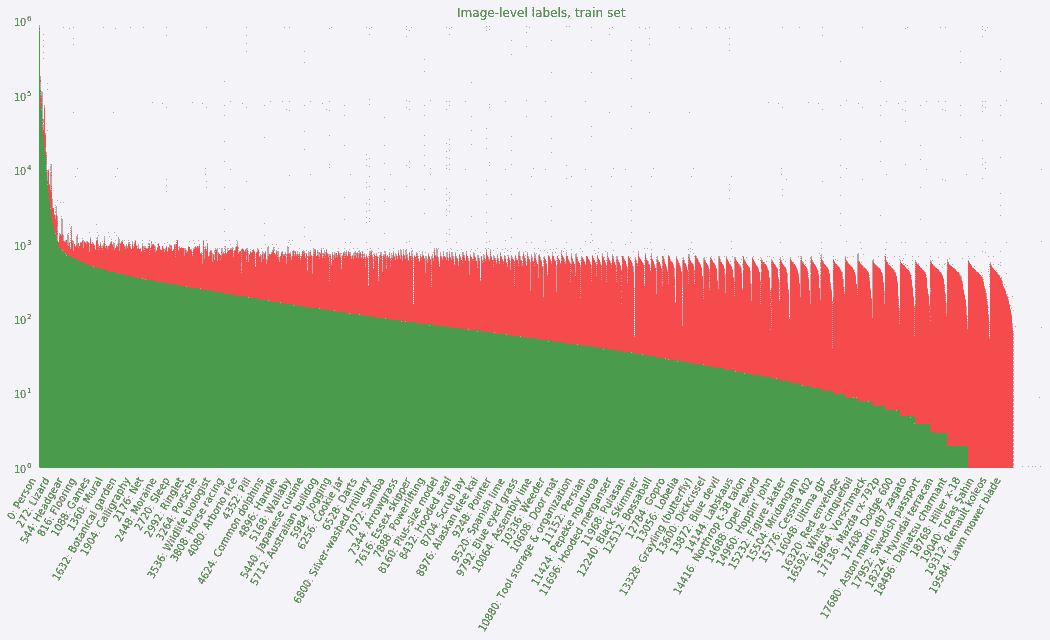 Image-level labels, train set
10⁶
10⁵
10⁴
10³
10²
10¹
10⁰
0: Person
272: Lizard
544: Headgear
816: Flooring
1088: Games
1360: Mural
1632: Botanical garden
1904: Calligraphy
2176: Net
2448: Moraine
2720: Sleep
2992: Ringlet
3264: Porsche
3536: Wildlife biologist
3808: Horse racing
4080: Arborio rice
4352: Pill
4624: Common dolphins
4896: Handle
5168: Wallaby
5440: Japanese cuisine
5712: Australian bulldog
5984: Jogging
6256: Cookie jar
6528: Darts
6800: Silver-washed fritillary
7072: Samba
7344: Arrowgrass
7616: Essex skipper
7888: Powerlifting
8160: Plus-size model
8432: Hooded seal
8704: Scrub Jay
8976: Alaskan klee kai
9248: Pointer
9520: Spanish lime
9792: Blue eyed grass
10064: Assembly line
10336: Weeder
10608: Door mat
10880: Tool storage & organization
11152: Persian
11424: Papeka nguturoa
11696: Hooded merganser
11968: Pulasan
12240: Black skimmer
12512: Bossaball
12784: Gopro
13056: Lobelia
13328: Grayling (butterfly)
13600: Dickcissel
13872: Blue devils
14144: Labskaus
14416: Northrop t-38 talon
14688: Opel rekord
14960: Hoppin' john
15232: Figure skater
15504: Mridangam
15776: Cessna 402
16048: Ultima gtr
16320: Red envelope
16592: White cinquefoil
16864: Vorschmack
17136: Mazda rx-792p
17408: Dodge 600
17680: Aston martin db7 zagato
17952: Swedish passport
18224: Hyundai terracan
18496: Daihatsu charmant
18768: Hiller x-18
19040: Tofas Sahin
19312: Renault koleos
19584: Lawn mower blade